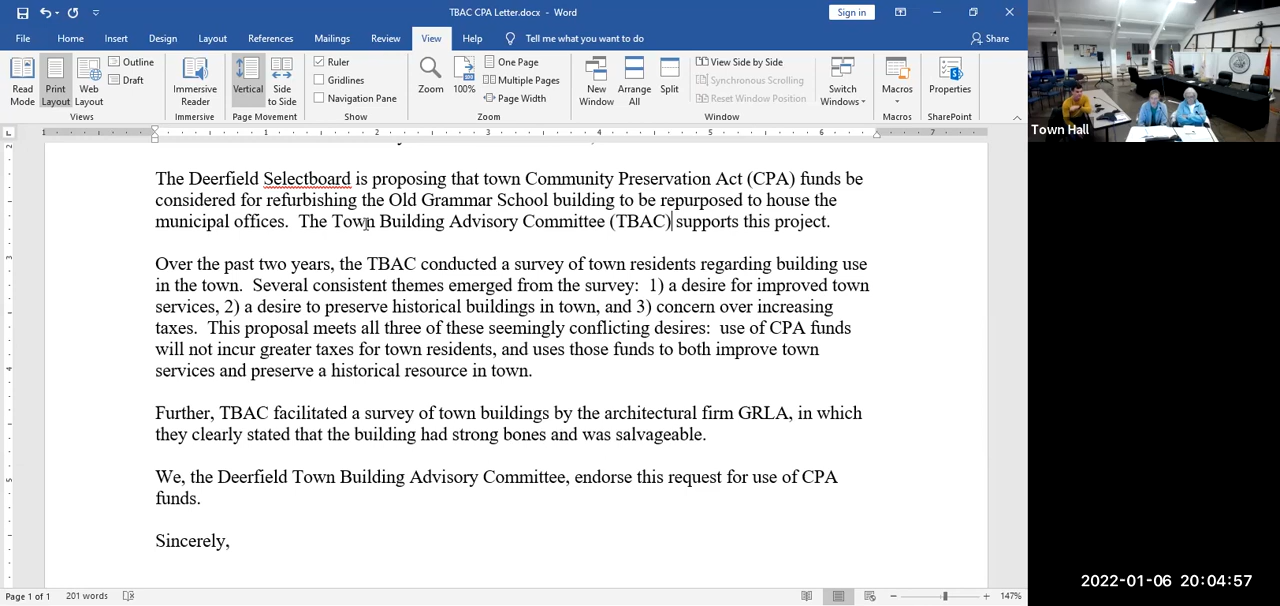 TBAC CPA Letter.docx - Word
Sign in
File Home Insert Design Layout References Mailings Review View Help Tell me what you want to do Share
Read Mode
Print Layout
Web Layout
Outline
Draft
Views
Immersive Reader
Immersive
Vertical
Side to Side
Page Movement
Ruler
Gridlines
Navigation Pane
Show
Zoom
100%
One Page
Multiple Pages
Page Width
Zoom
New Window
Arrange All
Split
View Side by Side
Synchronous Scrolling
Reset Window Position
Window
Switch Windows
Macros
Macros
Properties
SharePoint
Town Hall
1 1 2 3 4 5 6 7
The Deerfield Selectboard is proposing that town Community Preservation Act (CPA) funds be
considered for refurbishing the Old Grammar School building to be repurposed to house the
municipal offices. The Town Building Advisory Committee (TBAC) supports this project.
Over the past two years, the TBAC conducted a survey of town residents regarding building use
in the town. Several consistent themes emerged from the survey: 1) a desire for improved town
services, 2) a desire to preserve historical buildings in town, and 3) concern over increasing
taxes. This proposal meets all three of these seemingly conflicting desires: use of CPA funds
will not incur greater taxes for town residents, and uses those funds to both improve town
services and preserve a historical resource in town.
Further, TBAC facilitated a survey of town buildings by the architectural firm GRLA, in which
they clearly stated that the building had strong bones and was salvageable.
We, the Deerfield Town Building Advisory Committee, endorse this request for use of CPA
funds.
Sincerely,
2022-01-06 20:04:57
Page 1 of 1 201 words 147%